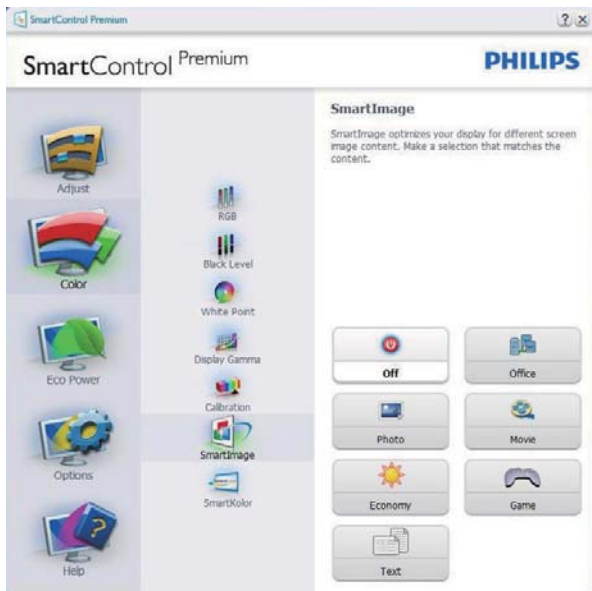 SmartControl Premium
SmartControl Premium
PHILIPS
Adjust
Color
Eco Power
Options
Help
RGB
Black Level
White Point
Display Gamma
Calibration
SmartImage
SmartKolor
SmartImage
SmartImage optimizes your display for different screen
image content. Make a selection that matches the
content.
Off
Office
Photo
Movie
Economy
Game
Text